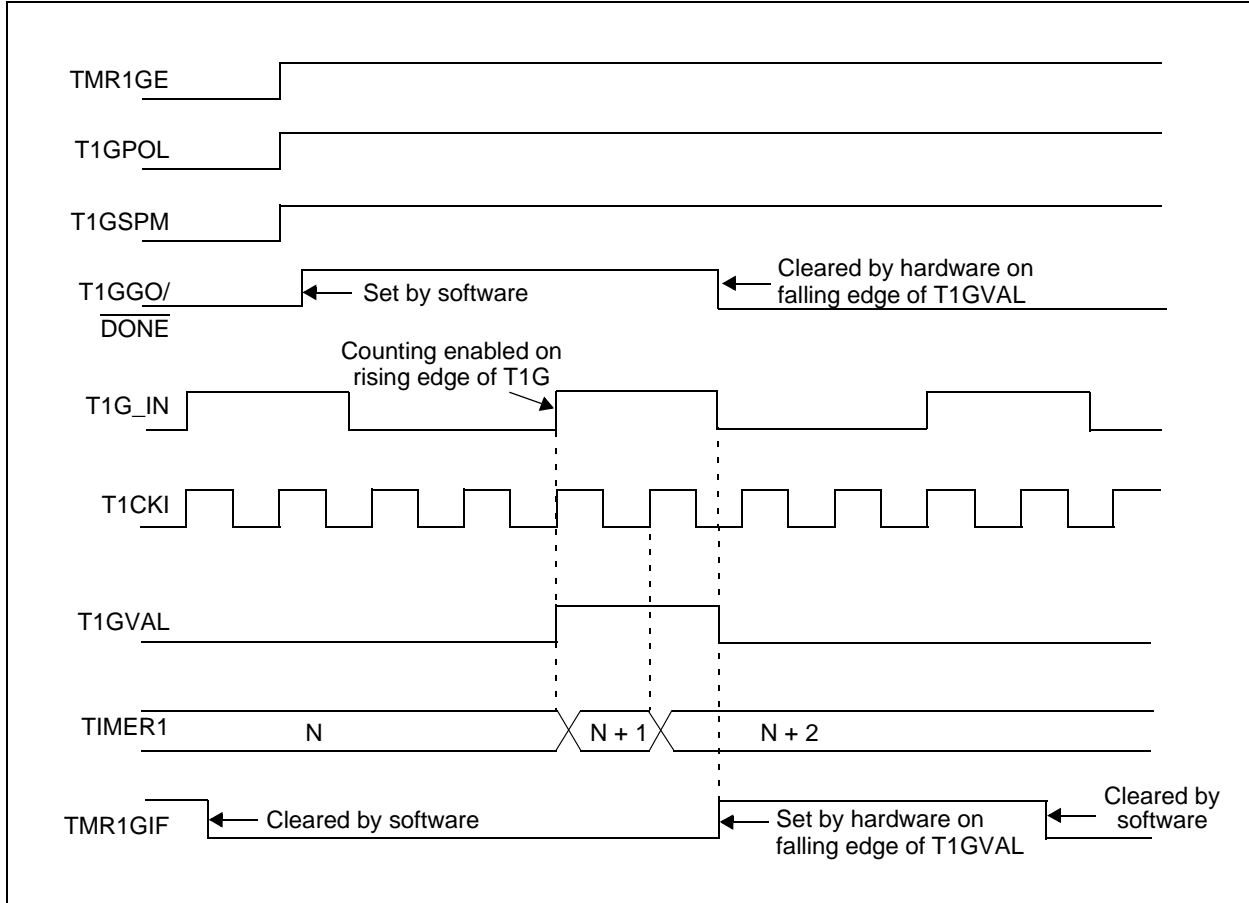 TMR1GE
T1GPOL
T1GSPM
T1GGO/
DONE
Set by software
Cleared by hardware on
falling edge of T1GVAL
Counting enabled on
rising edge of T1G
T1G_IN
T1CKI
T1GVAL
TIMER1
N
N + 1
N + 2
TMR1GIF
Cleared by software
Set by hardware on
falling edge of T1GVAL
Cleared by
software